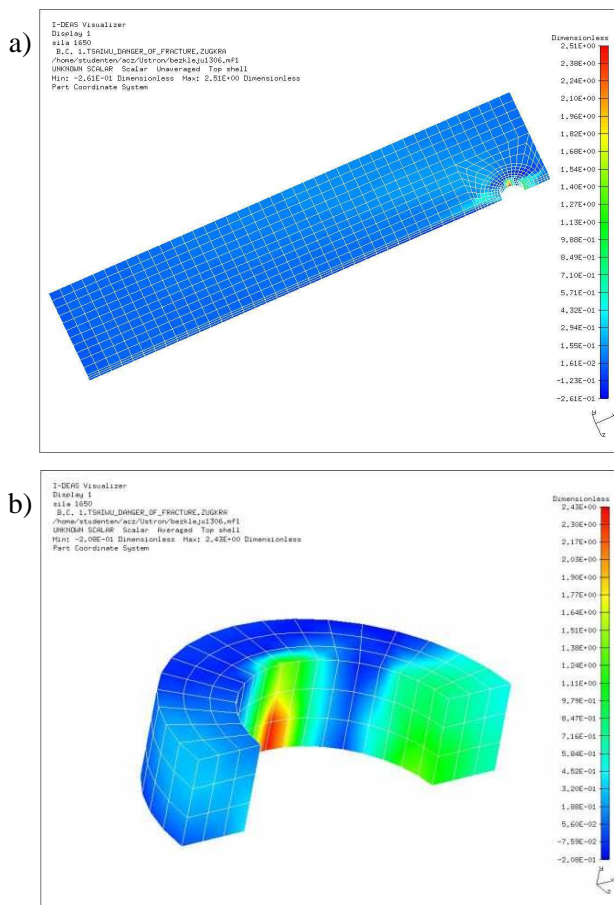 a)
I-DEAS Visualizer
Display 1
sila 1650
B.C. 1,TSAIWU_DANGER_OF_FRACTURE,ZUGKRA
/home/studenten/acz/Ustron/bezkleju1306.mf1
UNKNOWN SCALAR Scalar Unaveraged Top shell
Min: -2.61E-01 Dimensionless Max: 2.51E+00 Dimensionless
Part Coordinate System
Dimensionless
2.51E+00
2.38E+00
2.24E+00
2.10E+00
1.96E+00
1.82E+00
1.68E+00
1.54E+00
1.40E+00
1.27E+00
1.13E+00
9.88E-01
8.49E-01
7.10E-01
5.71E-01
4.32E-01
2.94E-01
1.55E-01
1.61E-02
-1.23E-01
-2.61E-01
b)
I-DEAS Visualizer
Display 1
sila 1650
B.C. 1,TSAIWU_DANGER_OF_FRACTURE,ZUGKRA
/home/studenten/acz/Ustron/bezkleju1306.mf1
UNKNOWN SCALAR Scalar Averaged Top shell
Min: -2.08E-01 Dimensionless Max: 2.43E+00 Dimensionless
Part Coordinate System
Dimensionless
2.43E+00
2.30E+00
2.17E+00
2.03E+00
1.90E+00
1.77E+00
1.64E+00
1.51E+00
1.38E+00
1.24E+00
1.11E+00
9.79E-01
8.47E-01
7.16E-01
5.84E-01
4.52E-01
3.20E-01
1.88E-01
5.60E-02
-7.59E-02
-2.08E-01